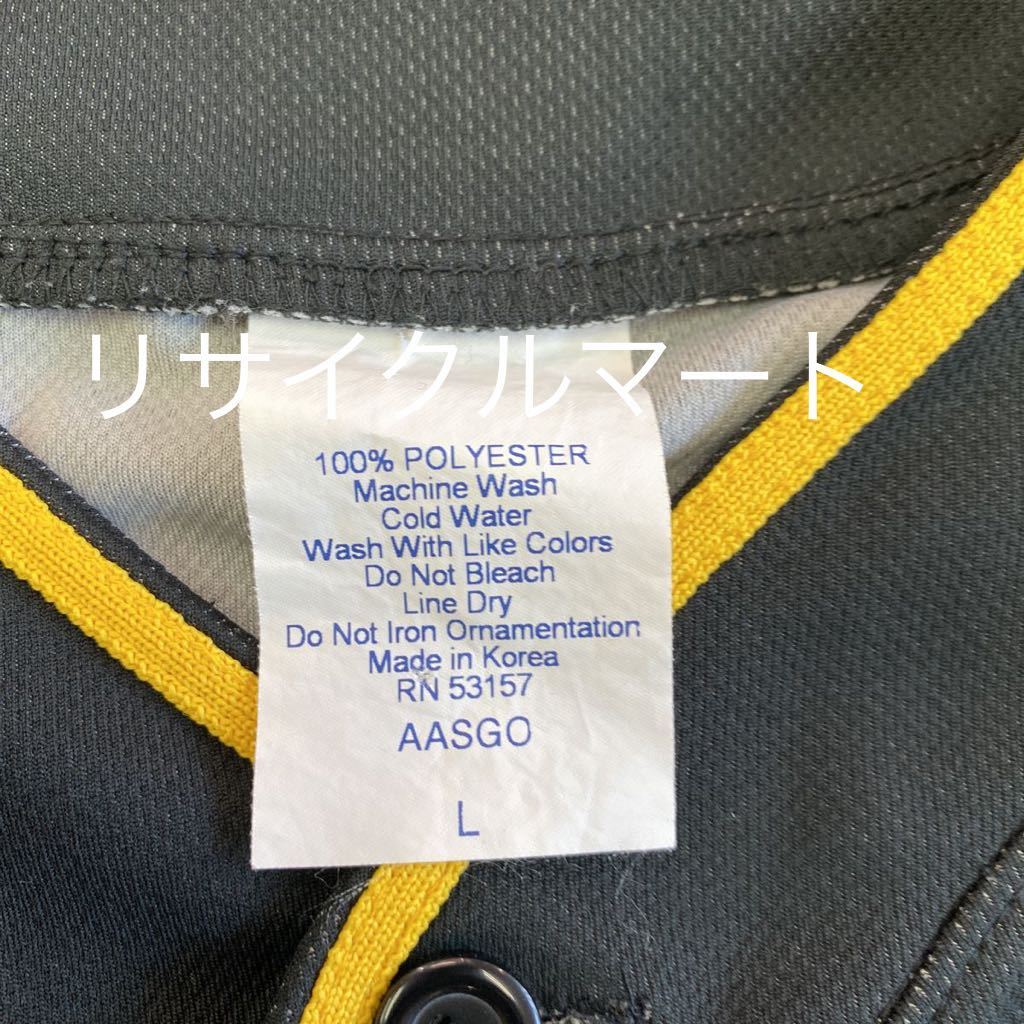 リサイクルマート
100% POLYESTER
Machine Wash
Cold Water
Wash With Like Colors
Do Not Bleach
Line Dry
Do Not Iron Ornamentation
Made in Korea
RN 53157
AASGO
L